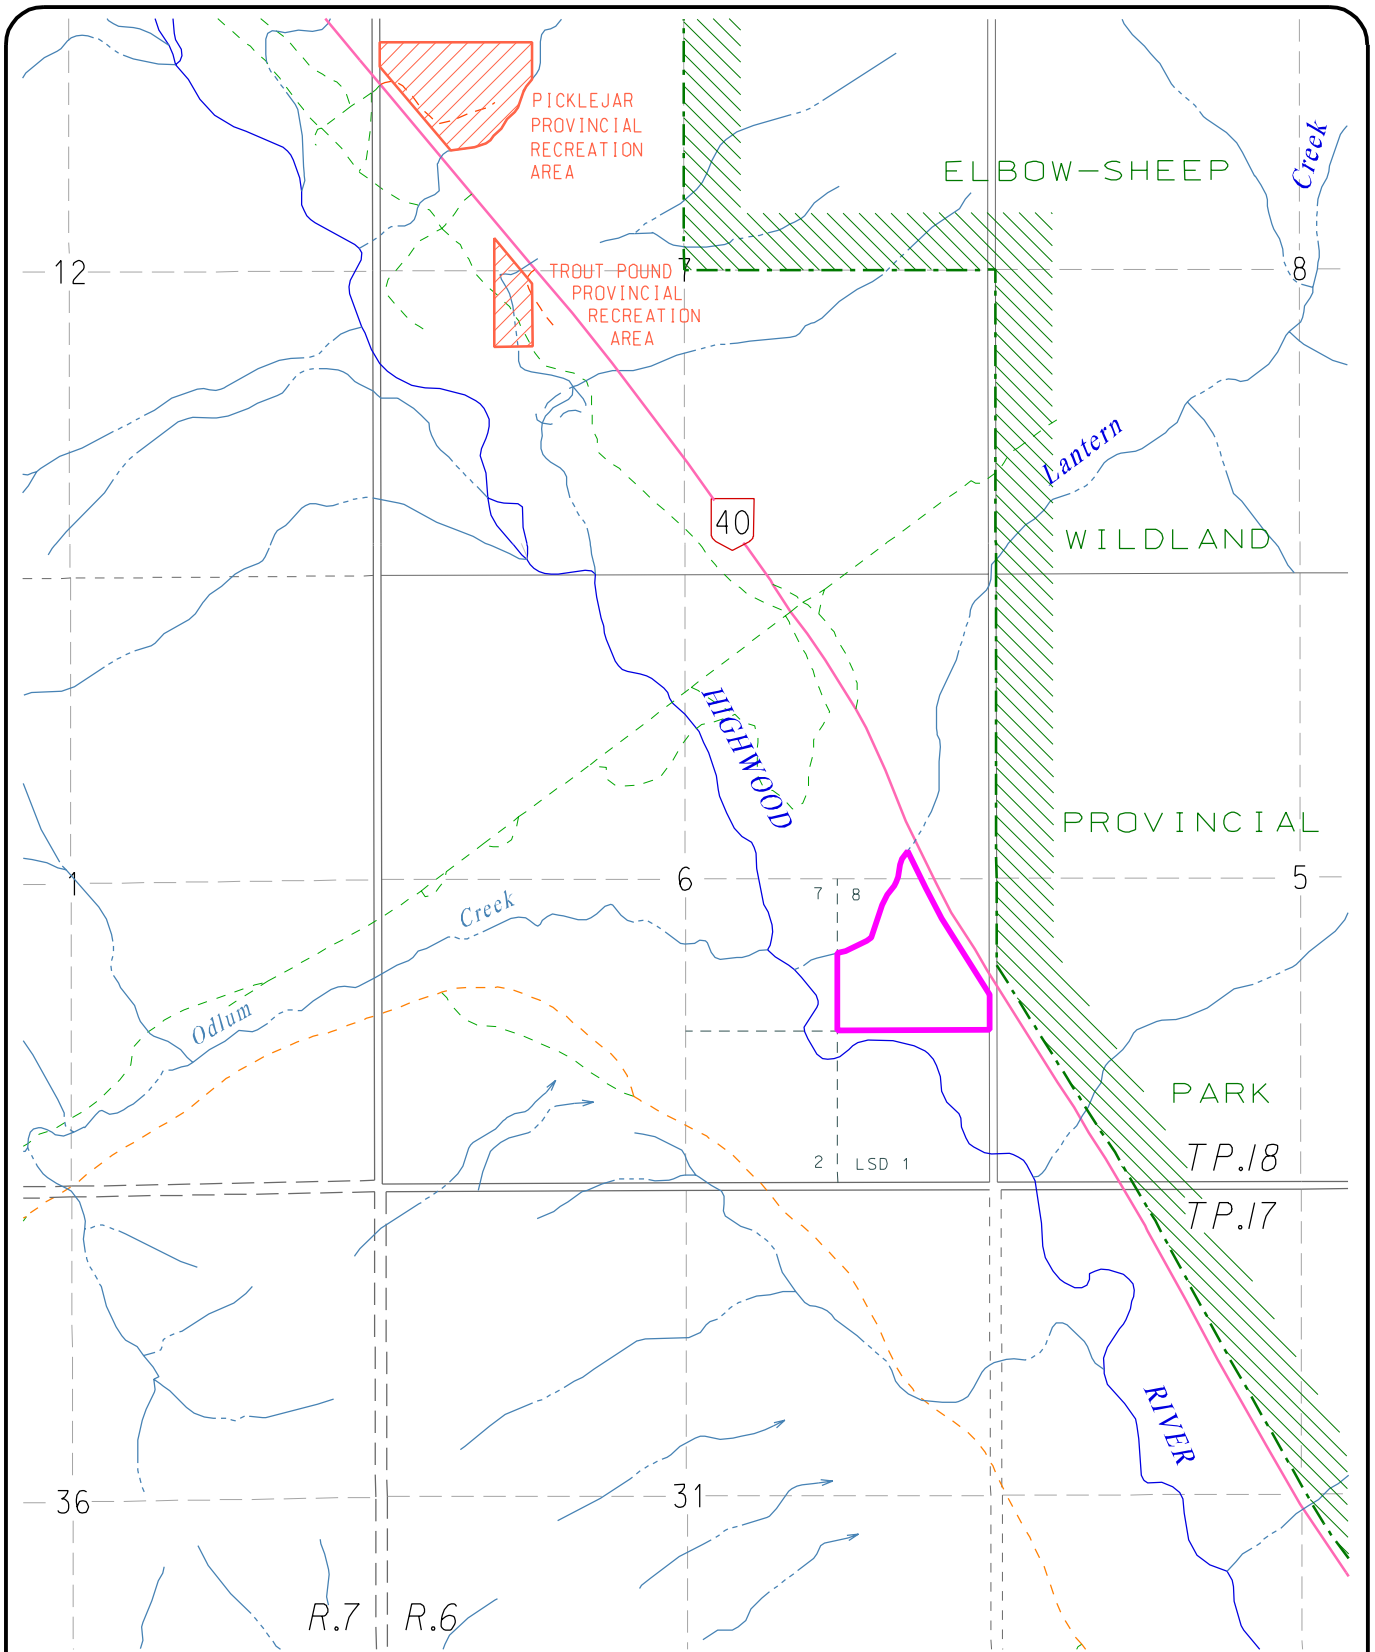 PICKLEJAR
PROVINCIAL
RECREATION
AREA
ELBOW-SHEEP
Creek
12
7
8
TROUT POUND
PROVINCIAL
RECREATION
AREA
Lantern
40
WILDLAND
HIGHWOOD
PROVINCIAL
1
6
5
7 8
Creek
Odlum
PARK
2 LSD 1
TP.18
TP.17
RIVER
36
31
R.7 R.6